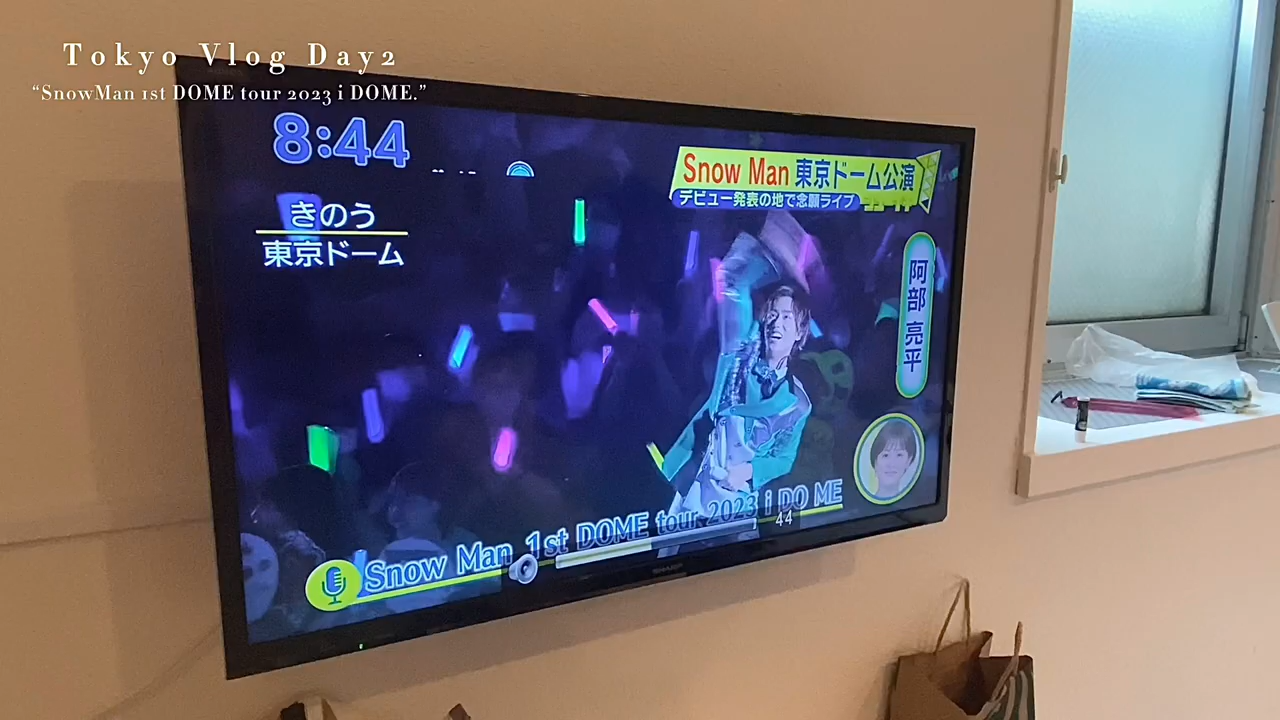 Tokyo Vlog Day2
“SnowMan 1st DOME tour 2023 i DOME.”
8:44
Snow Man 東京ドーム公演
デビュー発表の地で念願ライブ
きのう
東京ドーム
阿部 亮平
Snow Man 1st DOME tour 2023 i DO ME
44
SHARP